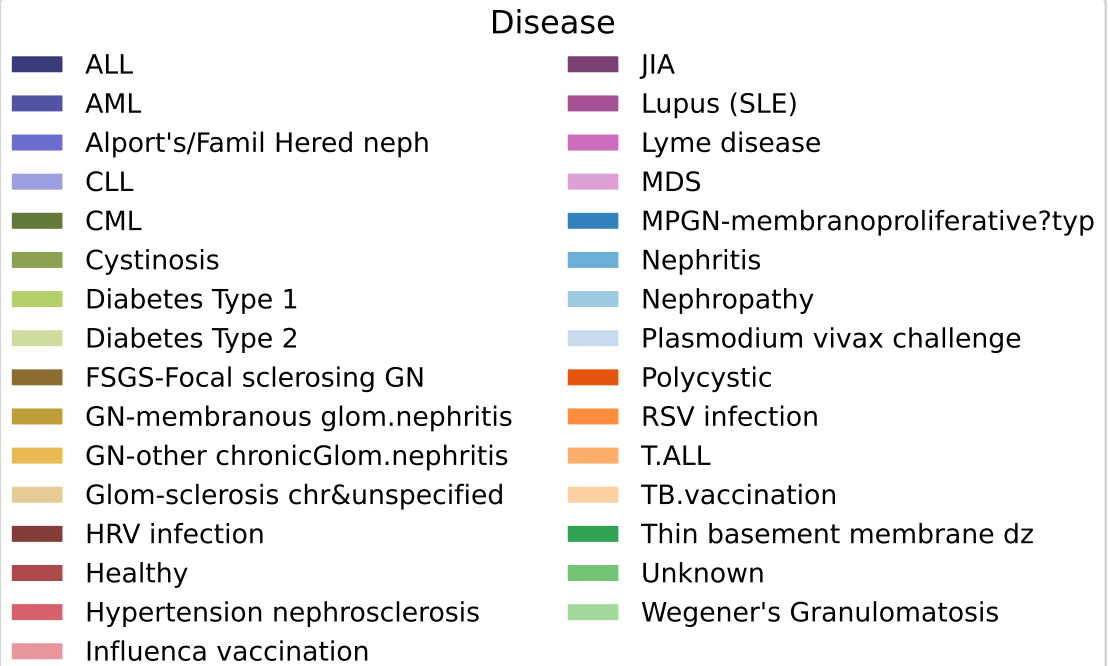 Disease
ALL
AML
Alport's/Famil Hered neph
CLL
CML
Cystinosis
Diabetes Type 1
Diabetes Type 2
FSGS-Focal sclerosing GN
GN-membranous glom.nephritis
GN-other chronicGlom.nephritis
Glom-sclerosis chr&unspecified
HRV infection
Healthy
Hypertension nephrosclerosis
Influenca vaccination
JIA
Lupus (SLE)
Lyme disease
MDS
MPGN-membranoproliferative?typ
Nephritis
Nephropathy
Plasmodium vivax challenge
Polycystic
RSV infection
T.ALL
TB.vaccination
Thin basement membrane dz
Unknown
Wegener's Granulomatosis